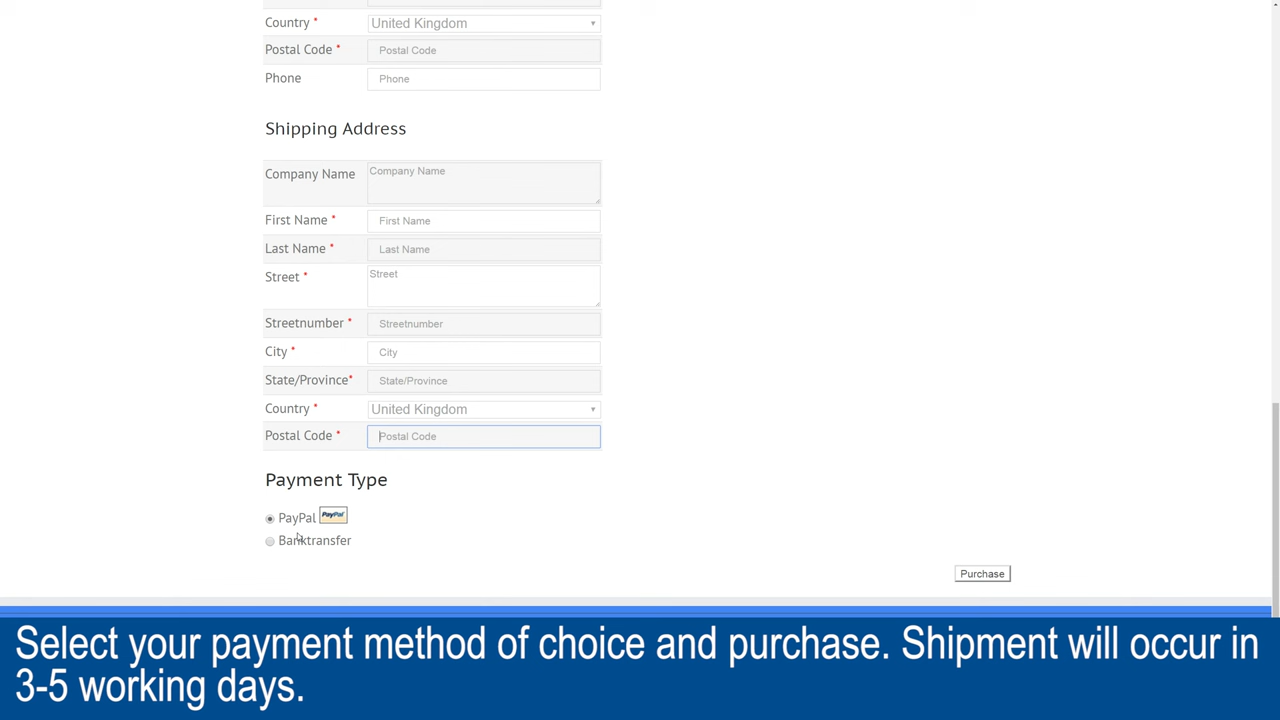 Country * United Kingdom
Postal Code * Postal Code
Phone Phone
Shipping Address
Company Name Company Name
First Name * First Name
Last Name * Last Name
Street * Street
Streetnumber * Streetnumber
City * City
State/Province* State/Province
Country * United Kingdom
Postal Code * Postal Code
Payment Type
PayPal PayPal
Banktransfer
Purchase
Select your payment method of choice and purchase. Shipment will occur in
3-5 working days.